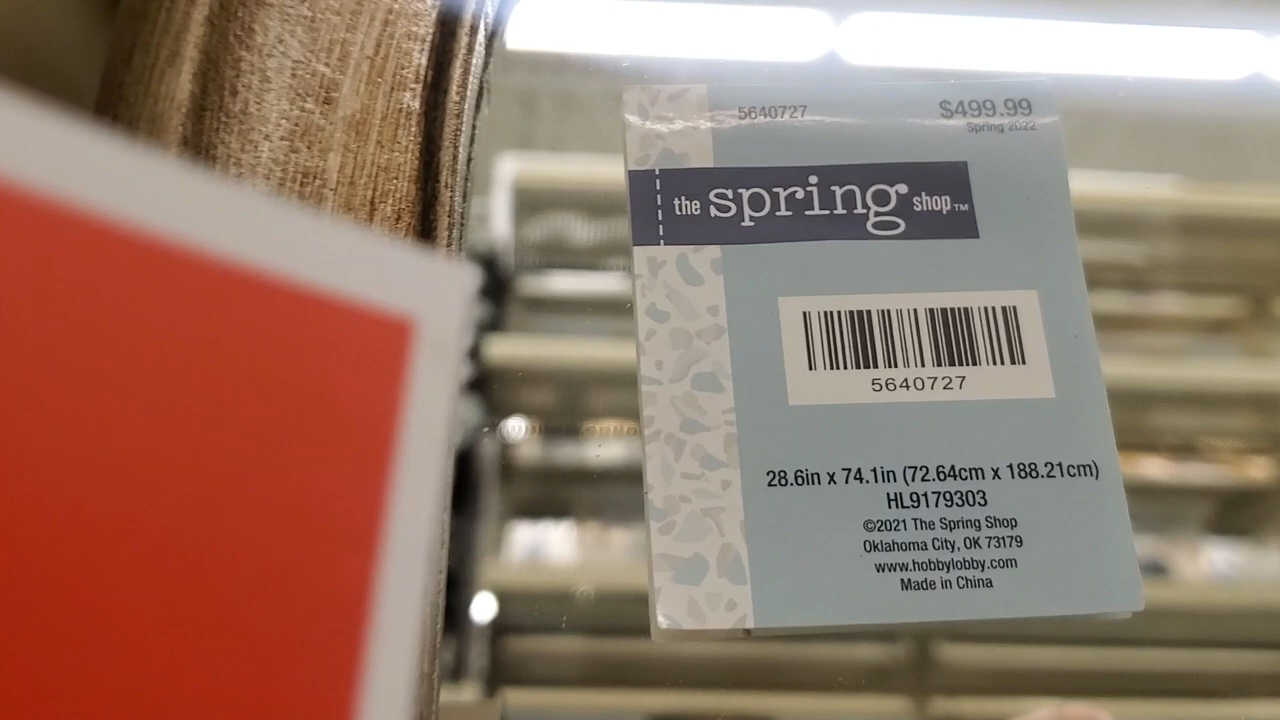 5640727
$499.99
Spring 2022
the spring shop™
5640727
28.6in x 74.1in (72.64cm x 188.21cm)
HL9179303
©2021 The Spring Shop
Oklahoma City, OK 73179
www.hobbylobby.com
Made in China